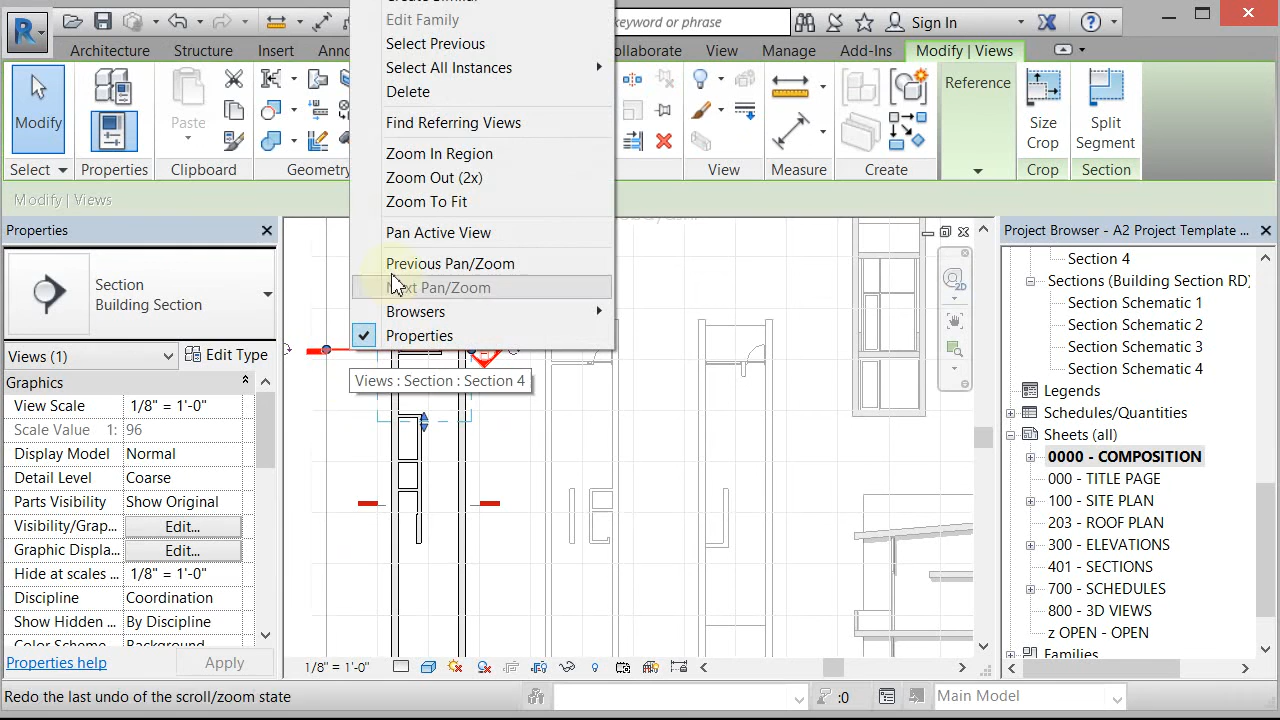 keyword or phrase
Sign In
Architecture
Structure
Insert
Anno
ollaborate
View
Manage
Add-Ins
Modify | Views
Edit Family
Select Previous
Select All Instances
Delete
Find Referring Views
Zoom In Region
Zoom Out (2x)
Zoom To Fit
Pan Active View
Previous Pan/Zoom
Next Pan/Zoom
Browsers
Properties
Modify
Properties
Paste
Reference
Size
Crop
Split
Segment
Select
Properties
Clipboard
Geometry
View
Measure
Create
Crop
Section
Modify | Views
Properties
Section
Building Section
Views (1)
Edit Type
Graphics
View Scale
1/8" = 1'-0"
Scale Value 1:
96
Display Model
Normal
Detail Level
Coarse
Parts Visibility
Show Original
Visibility/Grap...
Edit...
Graphic Displa...
Edit...
Hide at scales ...
1/8" = 1'-0"
Discipline
Coordination
Show Hidden ...
By Discipline
Color Scheme
Background
Properties help
Apply
Views : Section : Section 4
2D
1/8" = 1'-0"
Project Browser - A2 Project Template ...
Section 4
Sections (Building Section RD)
Section Schematic 1
Section Schematic 2
Section Schematic 3
Section Schematic 4
Legends
Schedules/Quantities
Sheets (all)
0000 - COMPOSITION
000 - TITLE PAGE
100 - SITE PLAN
203 - ROOF PLAN
300 - ELEVATIONS
401 - SECTIONS
700 - SCHEDULES
800 - 3D VIEWS
z OPEN - OPEN
Families
Redo the last undo of the scroll/zoom state
:0
Main Model